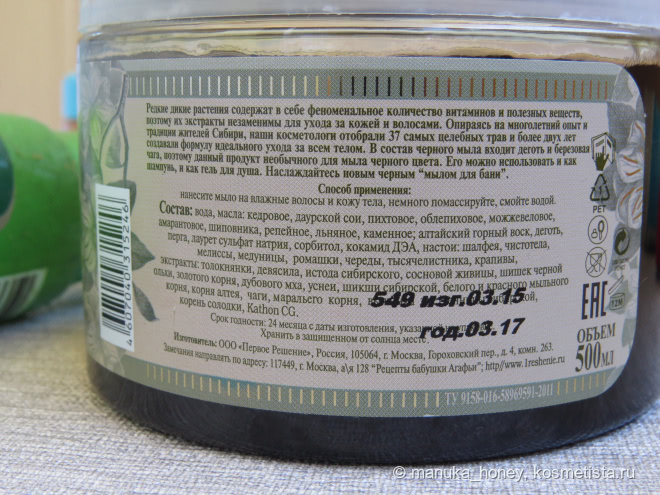 Редкие дикие растения содержат в себе феноменальное количество витаминов и полезных веществ,
поэтому их экстракты незаменимы для ухода за кожей и волосами. Опираясь на многолетний опыт и
традиции жителей Сибири, наши косметологи отобрали 37 самых целебных трав и более двух лет
создавали формулу идеального ухода за всем телом. В состав черного мыла входит деготь и березовая
чага, поэтому данный продукт необычного для мыла черного цвета. Его можно использовать и как
шампунь, и как гель для душа. Наслаждайтесь новым черным “мылом для бани”.
Способ применения:
нанесите мыло на влажные волосы и кожу тела, немного помассируйте, смойте водой.
Состав: вода, масла: кедровое, даурской сои, пихтовое, облепиховое, можжевеловое,
амарантовое, шиповника, репейное, льняное, каменное; алтайский горный воск, деготь,
перга, лаурет сульфат натрия, сорбитол, кокамид ДЭА, настои: шалфея, чистотела,
мелиссы, медуницы, ромашки, череды, тысячелистника, крапивы,
экстракты: толокнянки, девясила, истода сибирского, сосновой живицы, шишек черной
ольхи, золотого корня, дубового мха, уснеи, шикши сибирской, белого и красного мыльного
корня, корня алтея, чаги, маральего корня,
корень солодки, Kathon CG.
549 изг.03.15
год.03.17
Срок годности: 24 месяца с даты изготовления,
Хранить в защищенном от солнца месте.
Изготовитель: ООО «Первое Решение», Россия, 105064, г. Москва, Гороховский пер., д. 4, комн. 263.
Замечания направлять по адресу: 117449, г. Москва, а\я 128 “Рецепты бабушки Агафьи”; http//www.1reshenie.ru
ТУ 9158-016-58969591-2011
4 607040 315246
PET
12M
EAC
ОБЪЕМ
500мл
© manuka_honey, kosmetista.ru